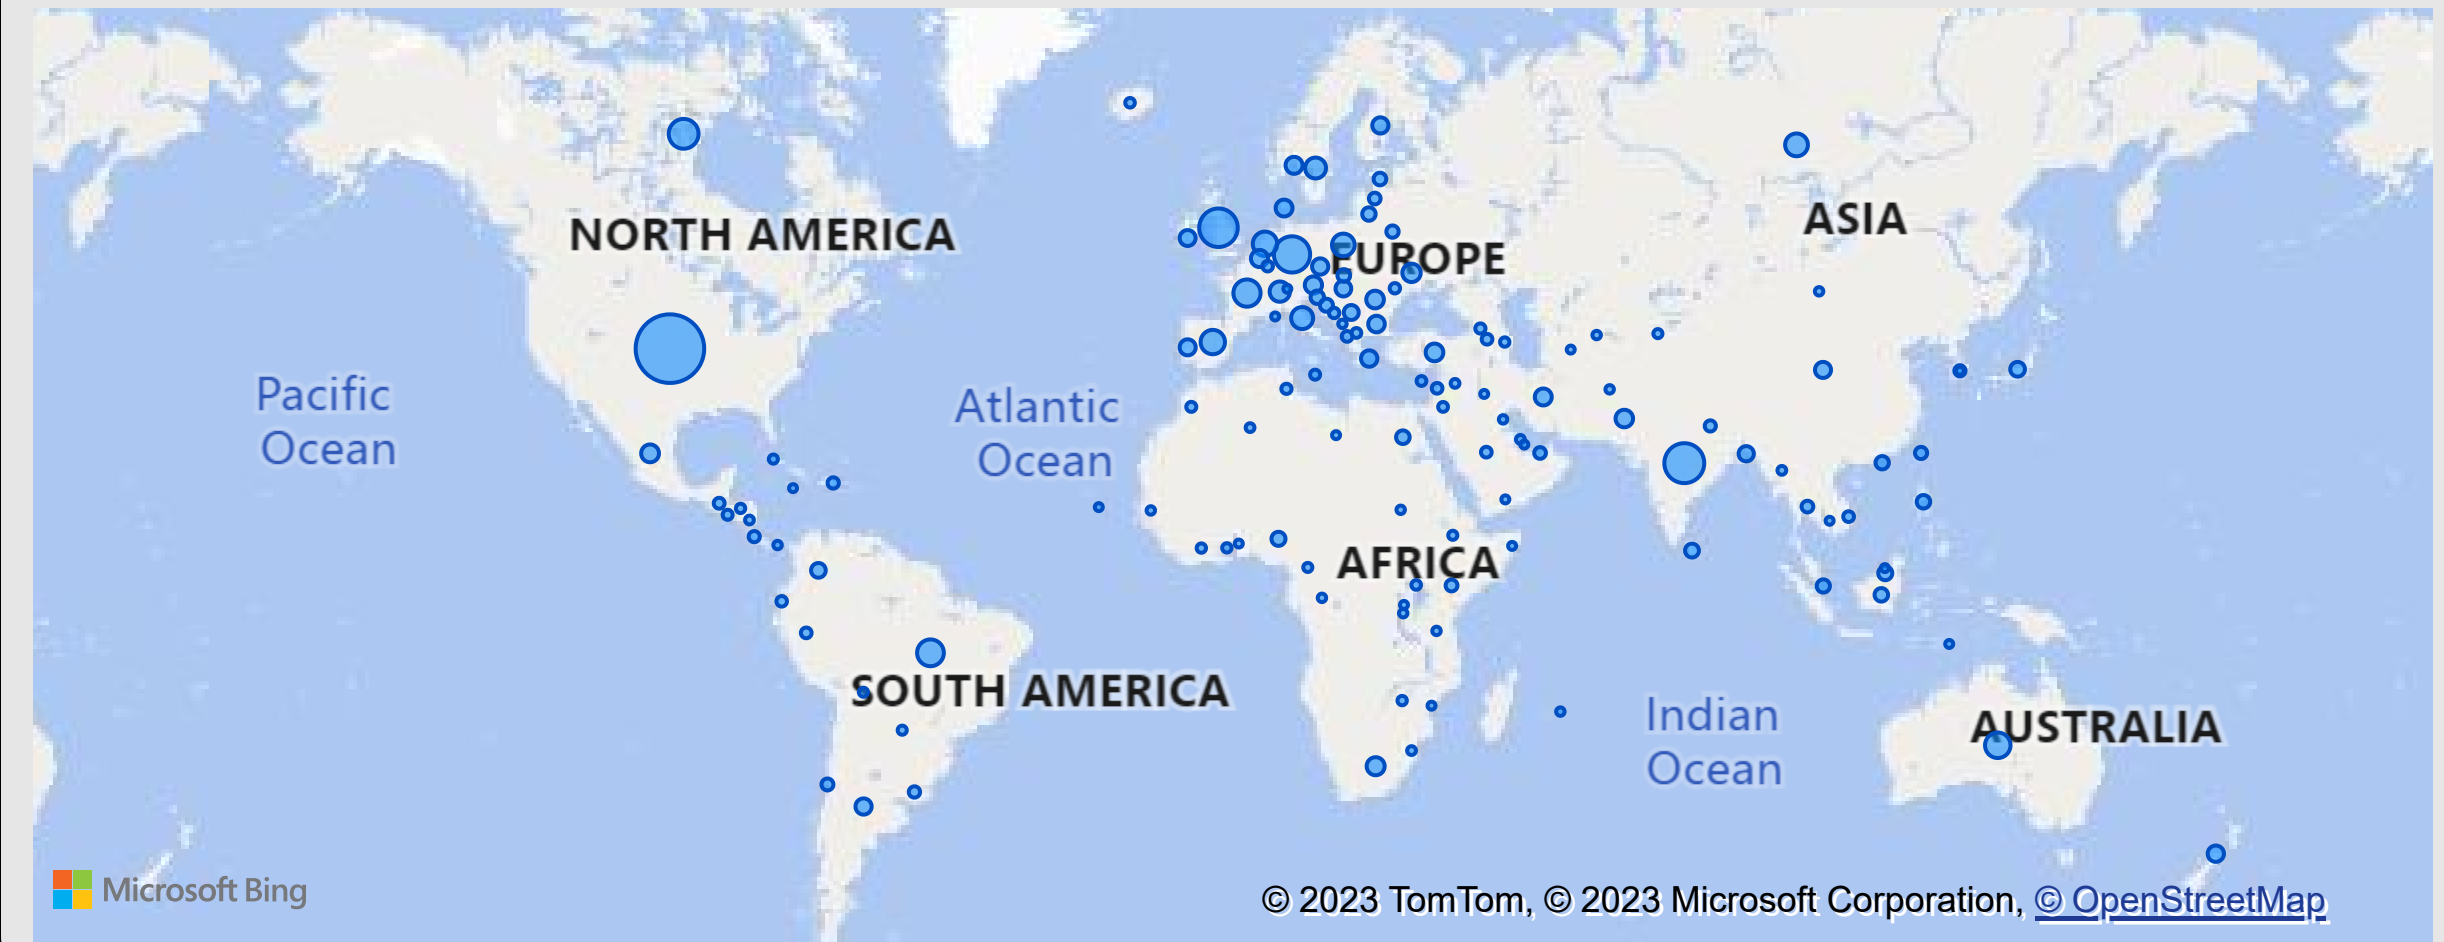 NORTH AMERICA
ASIA
EUROPE
Pacific
Ocean
Atlantic
Ocean
AFRICA
SOUTH AMERICA
Indian
Ocean
AUSTRALIA
Microsoft Bing
© 2023 TomTom, © 2023 Microsoft Corporation, © OpenStreetMap